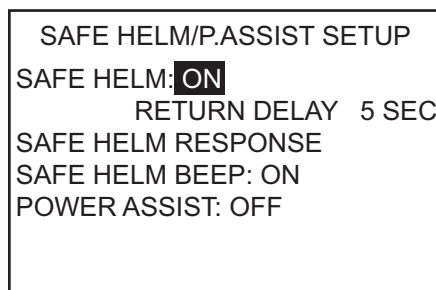 SAFE HELM/P.ASSIST SETUP
SAFE HELM: ON
RETURN DELAY 5 SEC
SAFE HELM RESPONSE
SAFE HELM BEEP: ON
POWER ASSIST: OFF